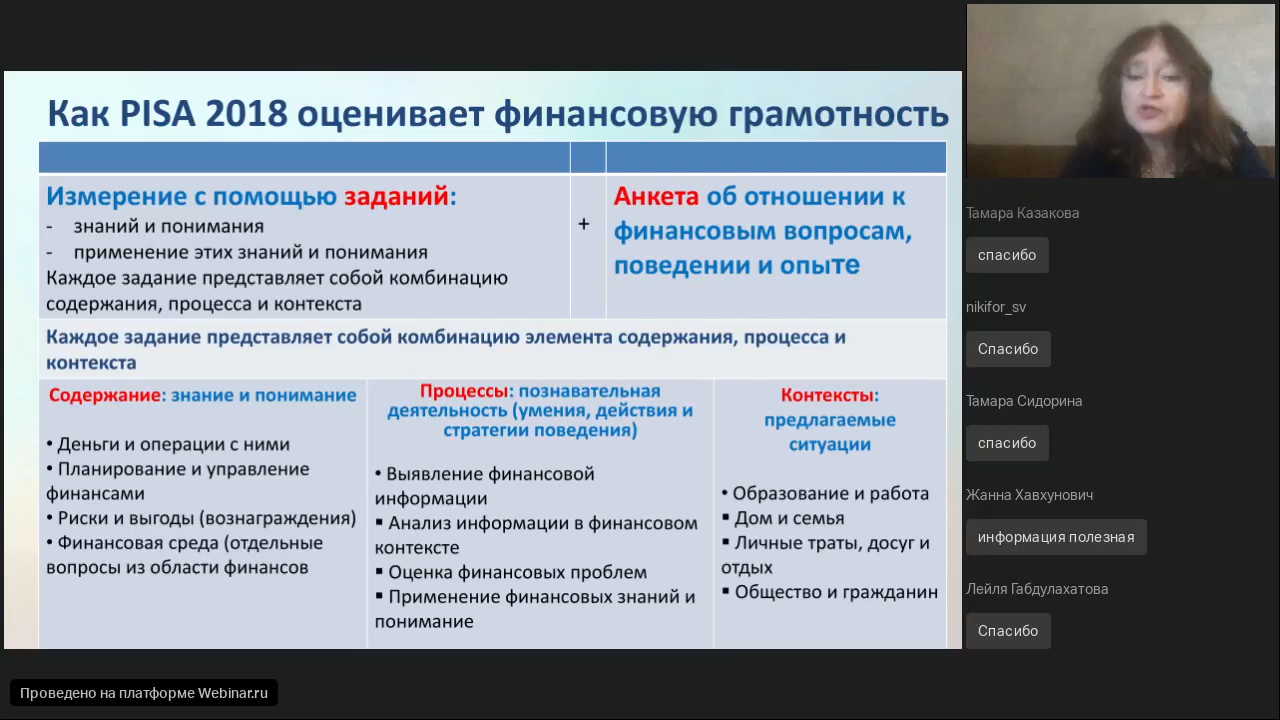 Как PISA 2018 оценивает финансовую грамотность
Измерение с помощью заданий:
- знаний и понимания
- применение этих знаний и понимания
Каждое задание представляет собой комбинацию
содержания, процесса и контекста
+
Анкета об отношении к
финансовым вопросам,
поведении и опыте
Каждое задание представляет собой комбинацию элемента содержания, процесса и
контекста
Содержание: знание и понимание
• Деньги и операции с ними
• Планирование и управление
финансами
• Риски и выгоды (вознаграждения)
• Финансовая среда (отдельные
вопросы из области финансов
Процессы: познавательная
деятельность (умения, действия и
стратегии поведения)
• Выявление финансовой
информации
▪ Анализ информации в финансовом
контексте
▪ Оценка финансовых проблем
▪ Применение финансовых знаний и
понимание
Контексты:
предлагаемые
ситуации
• Образование и работа
▪ Дом и семья
▪ Личные траты, досуг и
отдых
▪ Общество и гражданин
Тамара Казакова
спасибо
nikifor_sv
Спасибо
Тамара Сидорина
спасибо
Жанна Хавхунович
информация полезная
Лейля Габдулахатова
Спасибо
Проведено на платформе Webinar.ru